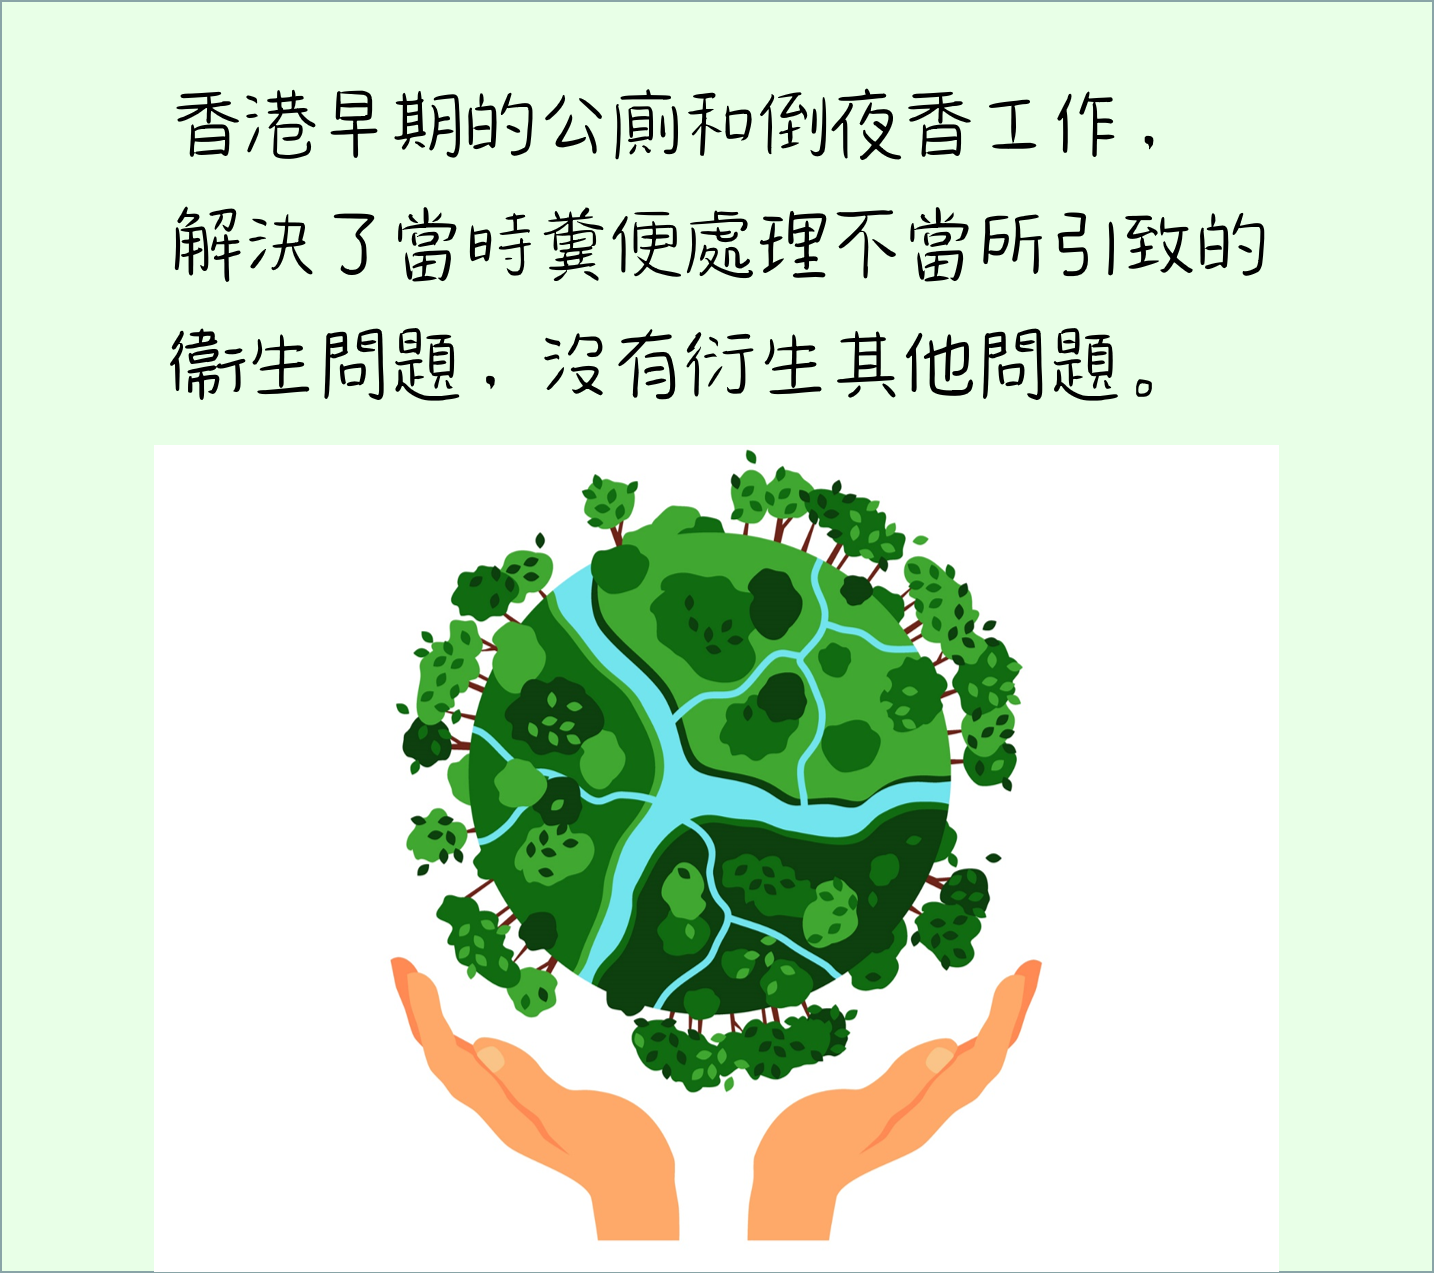 香港早期的公廁和倒夜香工作，
解決了當時糞便處理不當所引致的
衞生問題，沒有衍生其他問題。